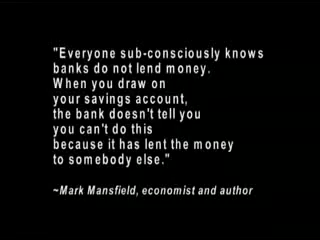 "Everyone sub-consciously knows
banks do not lend money.
When you draw on
your savings account,
the bank doesn't tell you
you can't do this
because it has lent the money
to somebody else."
~Mark Mansfield, economist and author